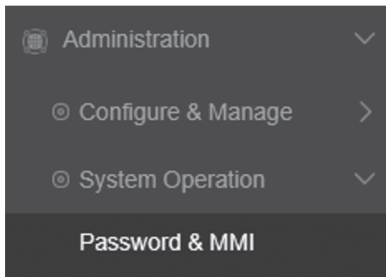 Administration
Configure & Manage
System Operation
Password & MMI